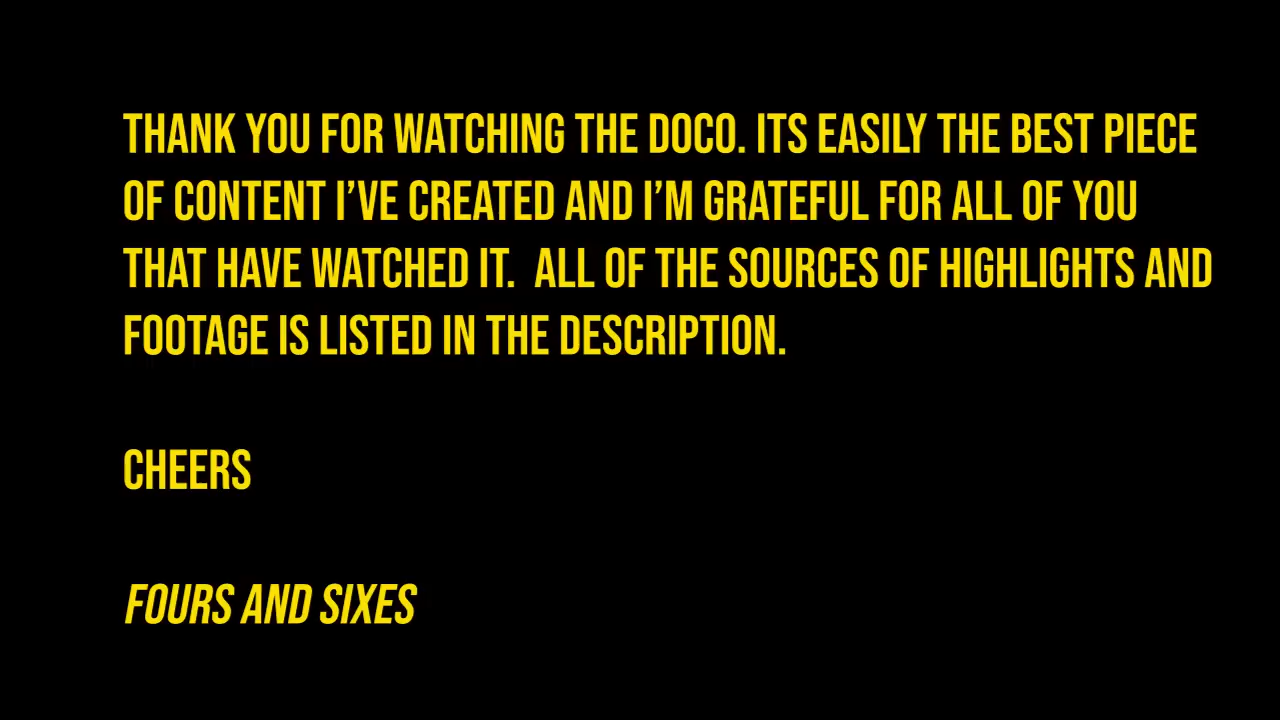 THANK YOU FOR WATCHING THE DOCO. ITS EASILY THE BEST PIECE
OF CONTENT I’VE CREATED AND I’M GRATEFUL FOR ALL OF YOU
THAT HAVE WATCHED IT.  ALL OF THE SOURCES OF HIGHLIGHTS AND
FOOTAGE IS LISTED IN THE DESCRIPTION.
CHEERS
FOURS AND SIXES